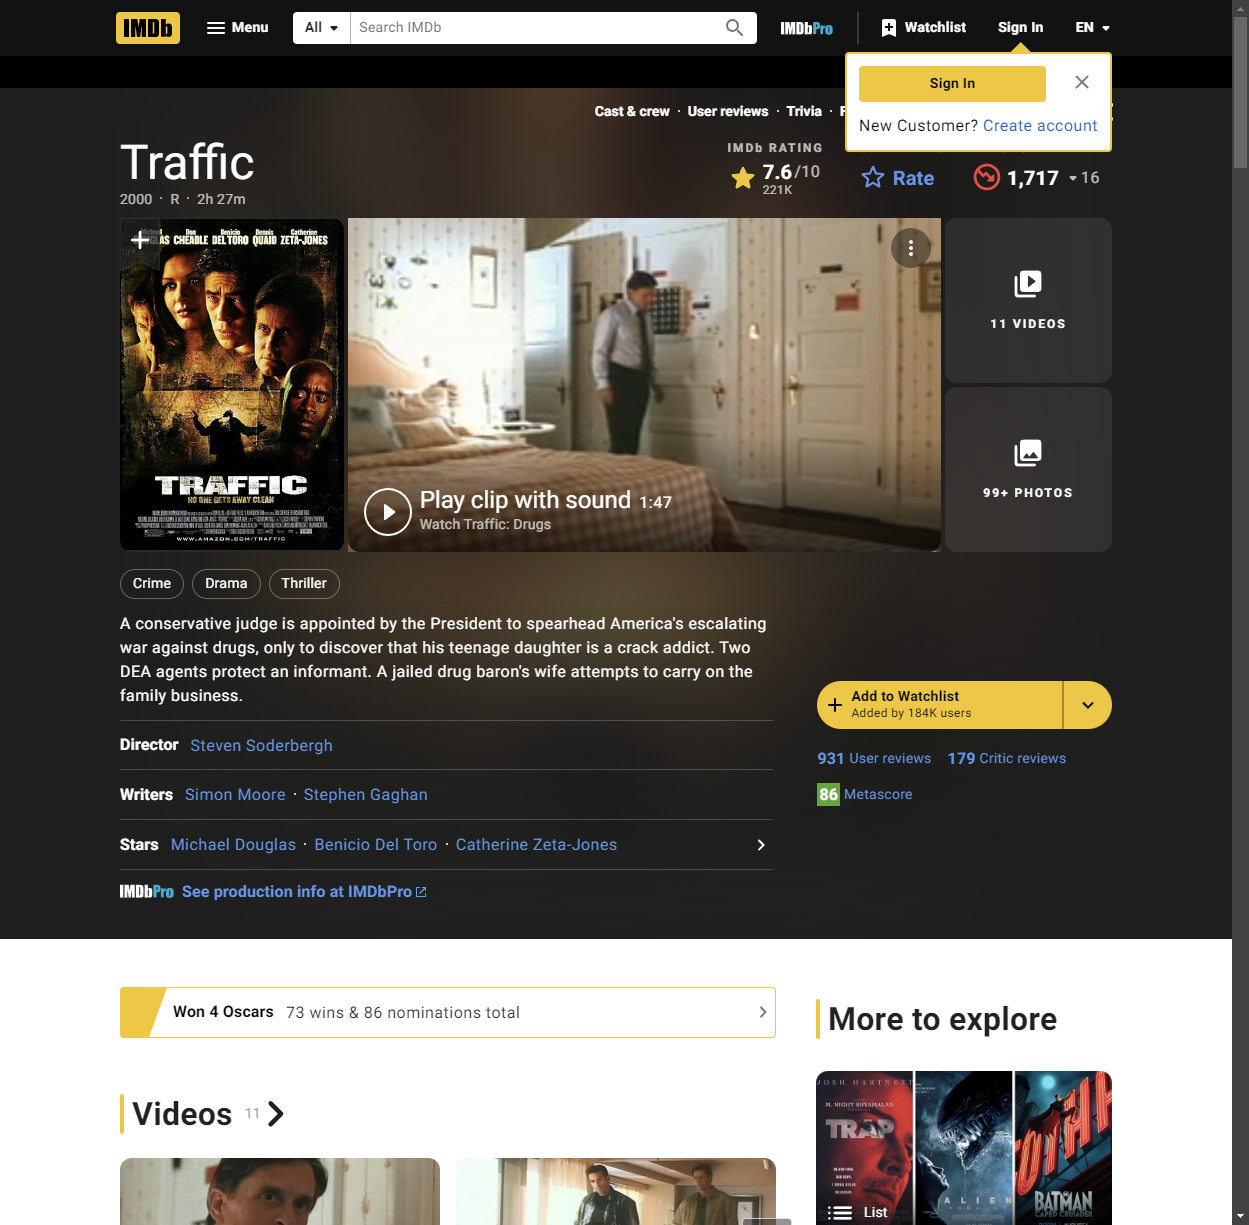 IMDb
Menu
All
Search IMDb
IMDbPro
Watchlist
Sign In
EN
Sign In
New Customer? Create account
Cast & crew · User reviews · Trivia ·
Traffic
2000 · R · 2h 27m
IMDb RATING
7.6/10
221K
Rate
1,717
16
Don Benicio Dennis Catherine
CHEADLE DEL TORO QUAID ZETA-JONES
TRAFFIC
NO ONE GETS AWAY CLEAN
WWW.AMAZON.COM/TRAFFIC
Play clip with sound 1:47
Watch Traffic: Drugs
11 VIDEOS
99+ PHOTOS
Crime
Drama
Thriller
A conservative judge is appointed by the President to spearhead America's escalating
war against drugs, only to discover that his teenage daughter is a crack addict. Two
DEA agents protect an informant. A jailed drug baron's wife attempts to carry on the
family business.
Director Steven Soderbergh
Writers Simon Moore · Stephen Gaghan
Stars Michael Douglas · Benicio Del Toro · Catherine Zeta-Jones
IMDbPro See production info at IMDbPro
Add to Watchlist
Added by 184K users
931 User reviews 179 Critic reviews
86 Metascore
Won 4 Oscars 73 wins & 86 nominations total
Videos 11
More to explore
JOSH HARTNETT
M. NIGHT SHYAMALAN
TRAP
ALIEN
BATMAN
CAPED CRUSADER
List